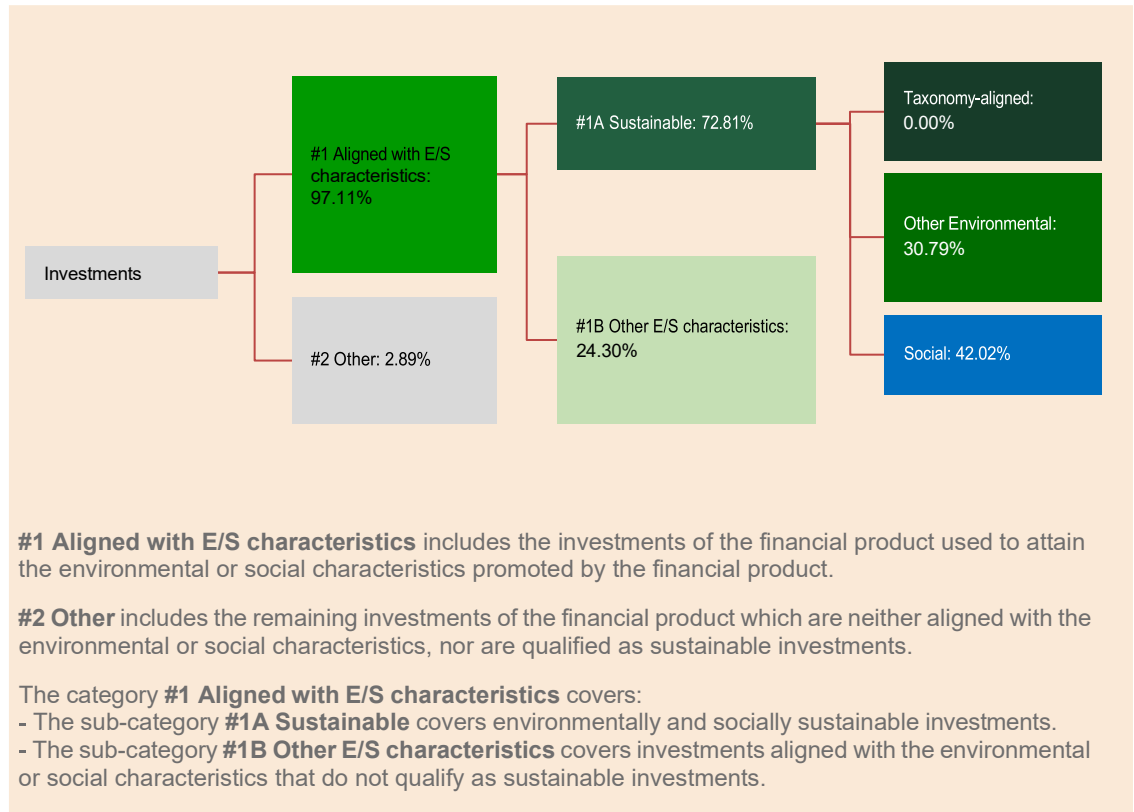 Investments
#1 Aligned with E/S
characteristics:
97.11%
#2 Other: 2.89%
#1A Sustainable: 72.81%
#1B Other E/S characteristics:
24.30%
Taxonomy-aligned:
0.00%
Other Environmental:
30.79%
Social: 42.02%
#1 Aligned with E/S characteristics includes the investments of the financial product used to attain
the environmental or social characteristics promoted by the financial product.
#2 Other includes the remaining investments of the financial product which are neither aligned with the
environmental or social characteristics, nor are qualified as sustainable investments.
The category #1 Aligned with E/S characteristics covers:
- The sub-category #1A Sustainable covers environmentally and socially sustainable investments.
- The sub-category #1B Other E/S characteristics covers investments aligned with the environmental
or social characteristics that do not qualify as sustainable investments.